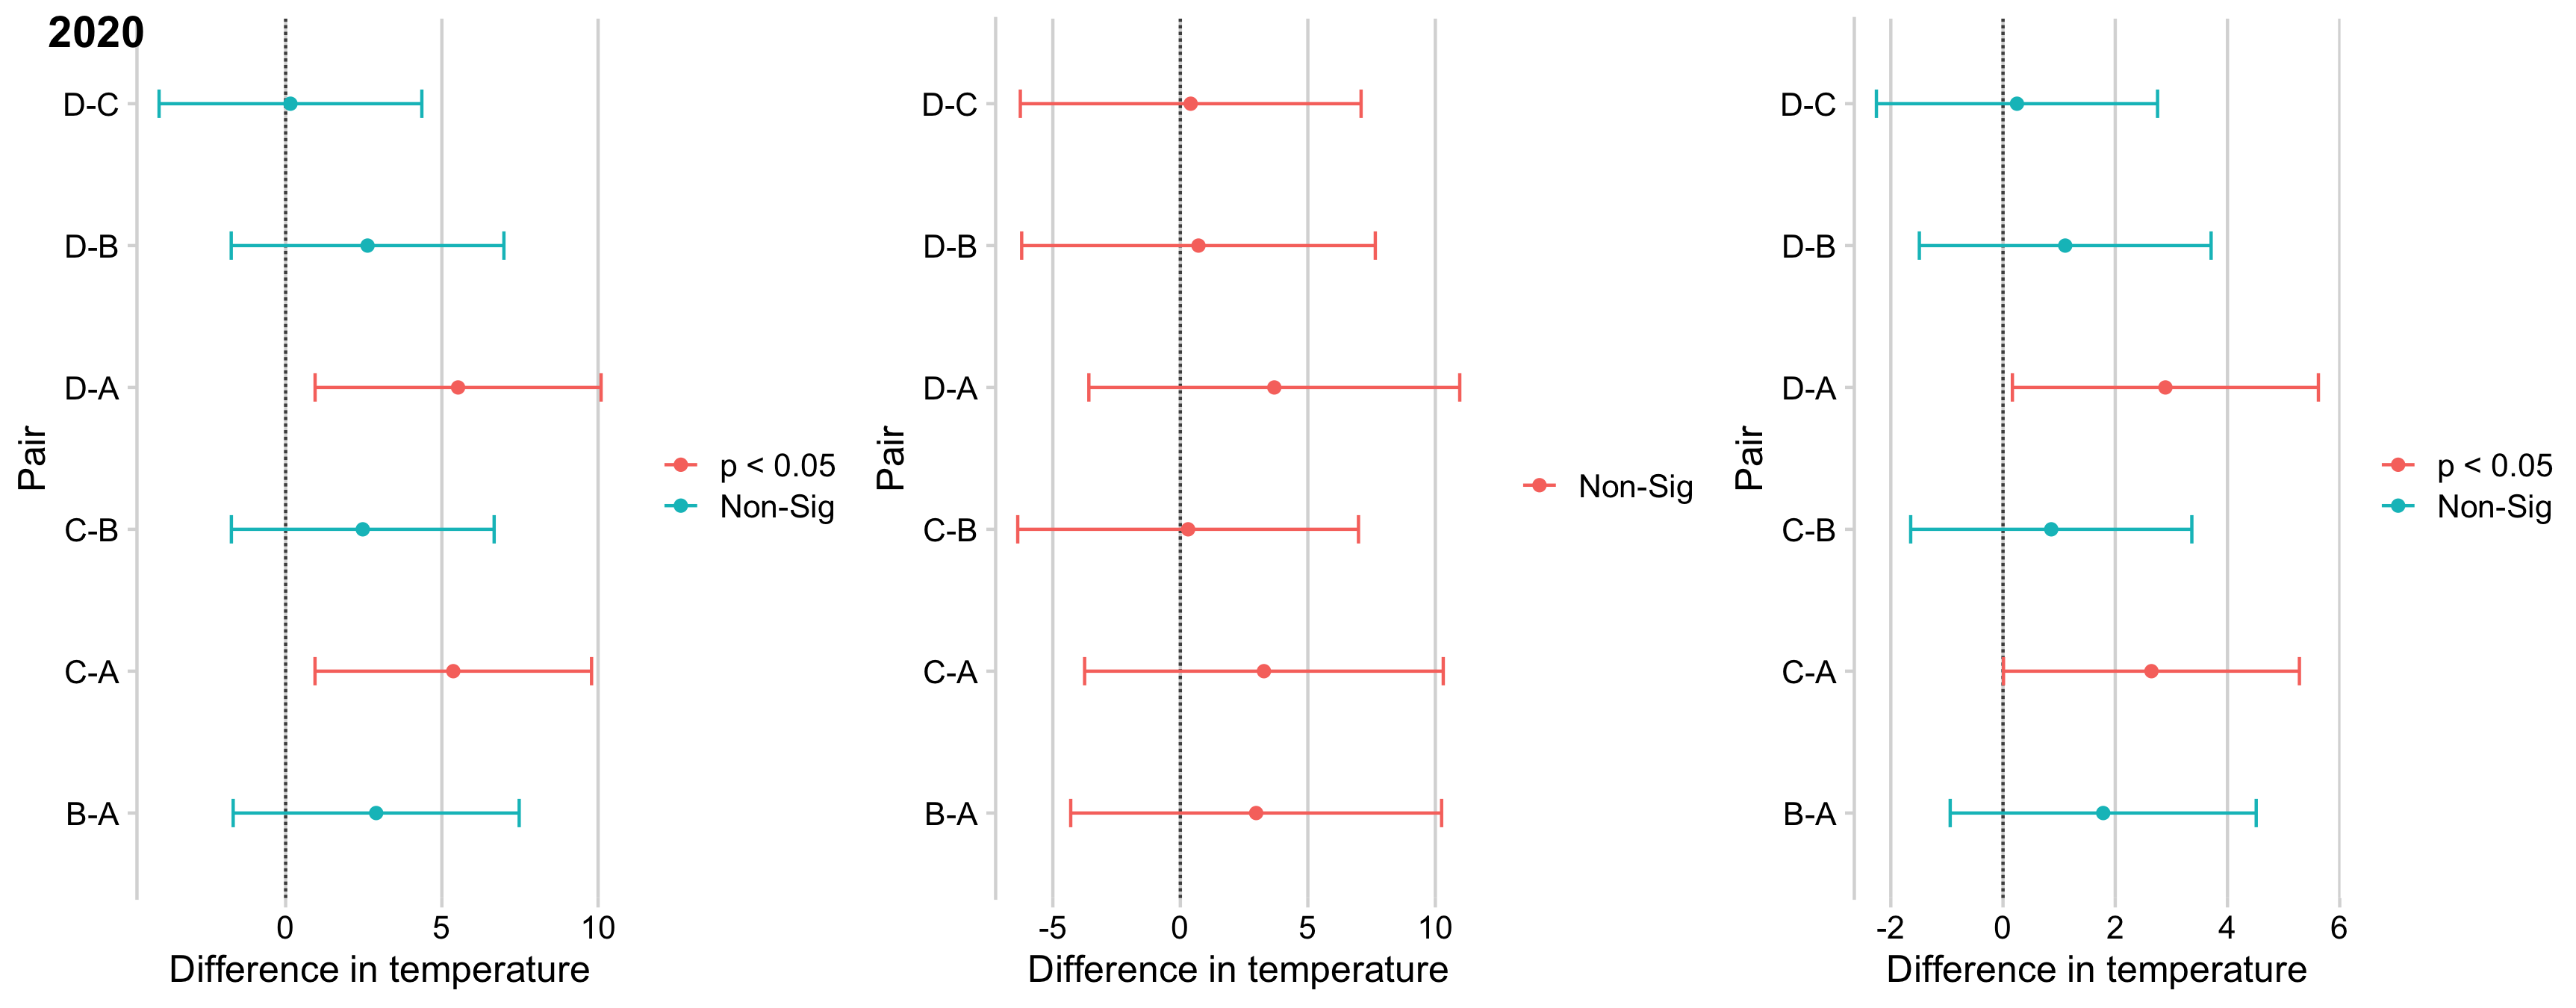 2020
Pair
D-C
D-B
D-A
C-B
C-A
B-A
0 5 10
Difference in temperature
p < 0.05
Non-Sig
Pair
D-C
D-B
D-A
C-B
C-A
B-A
-5 0 5 10
Difference in temperature
Non-Sig
Pair
D-C
D-B
D-A
C-B
C-A
B-A
-2 0 2 4 6
Difference in temperature
p < 0.05
Non-Sig